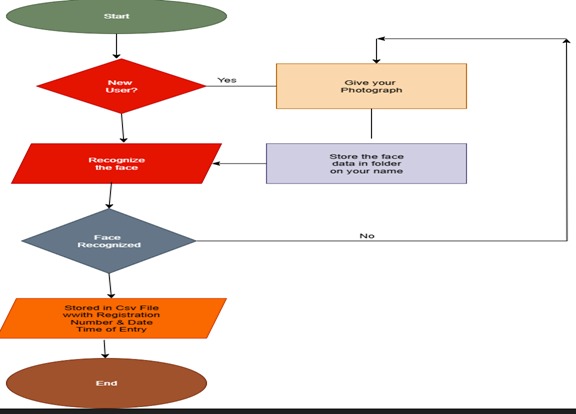 Start
New
User?
Yes
Give your
Photograph
Recognize
the face
Store the face
data in folder
on your name
Face
Recognized
No
Stored in Csv File
wwith Registration
Number & Date
Time of Entry
End